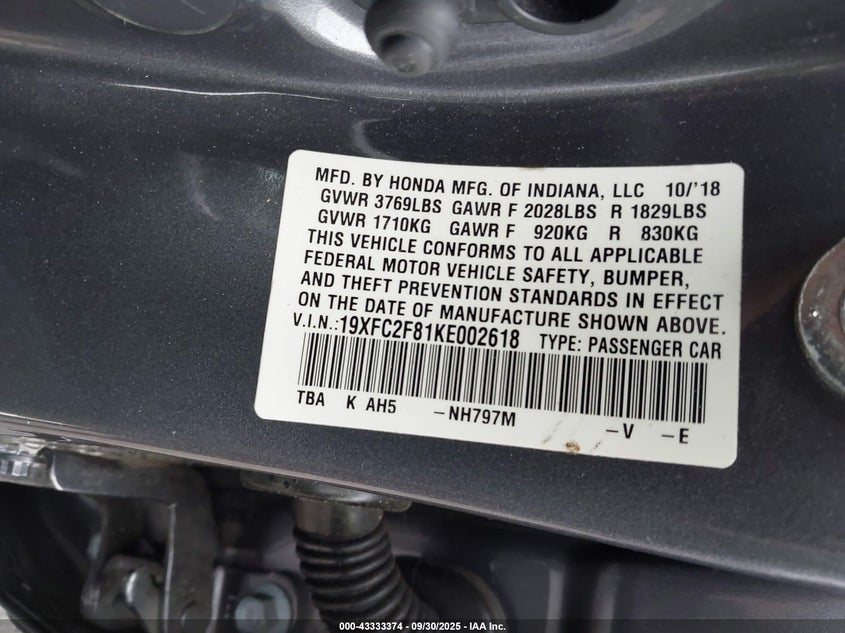 MFD. BY HONDA MFG. OF INDIANA, LLC 10/'18
GVWR 3769LBS GAWR F 2028LBS R 1829LBS
GVWR 1710KG GAWR F 920KG R 830KG
THIS VEHICLE CONFORMS TO ALL APPLICABLE
FEDERAL MOTOR VEHICLE SAFETY, BUMPER,
AND THEFT PREVENTION STANDARDS IN EFFECT
ON THE DATE OF MANUFACTURE SHOWN ABOVE.
V.I.N.:19XFC2F81KE002618 TYPE: PASSENGER CAR
TBA K AH5 -NH797M -V -E
000-43333374 - 09/30/2025 - IAA Inc.